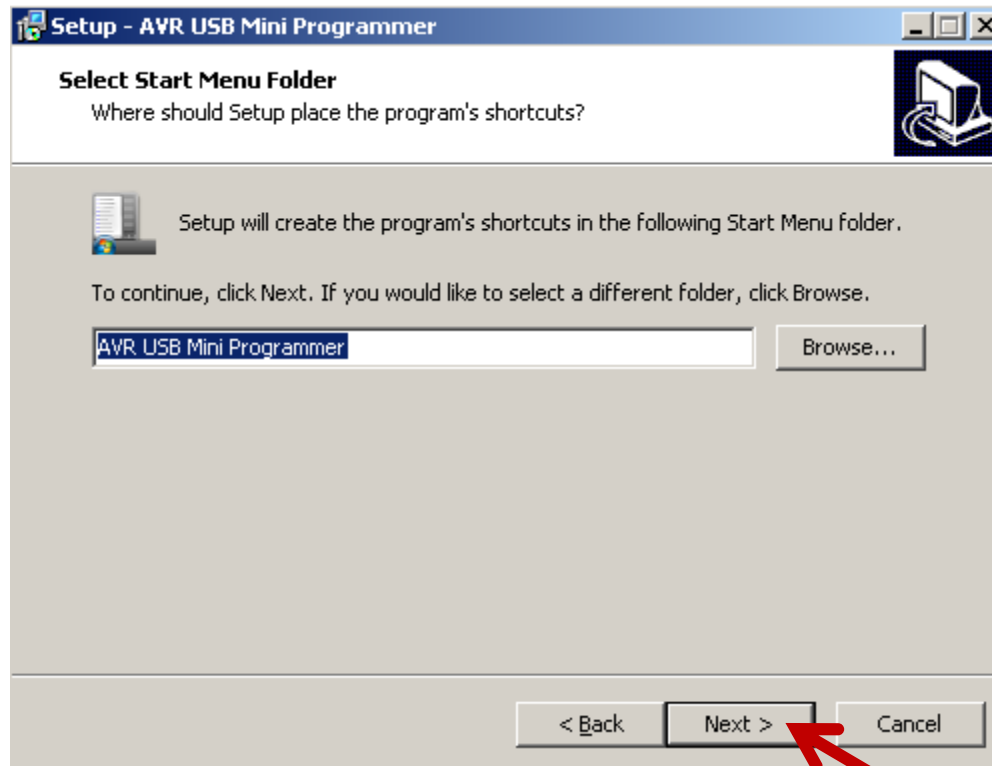 Setup - AVR USB Mini Programmer
Select Start Menu Folder
Where should Setup place the program's shortcuts?
Setup will create the program's shortcuts in the following Start Menu folder.
To continue, click Next. If you would like to select a different folder, click Browse.
AVR USB Mini Programmer
Browse...
< Back
Next >
Cancel